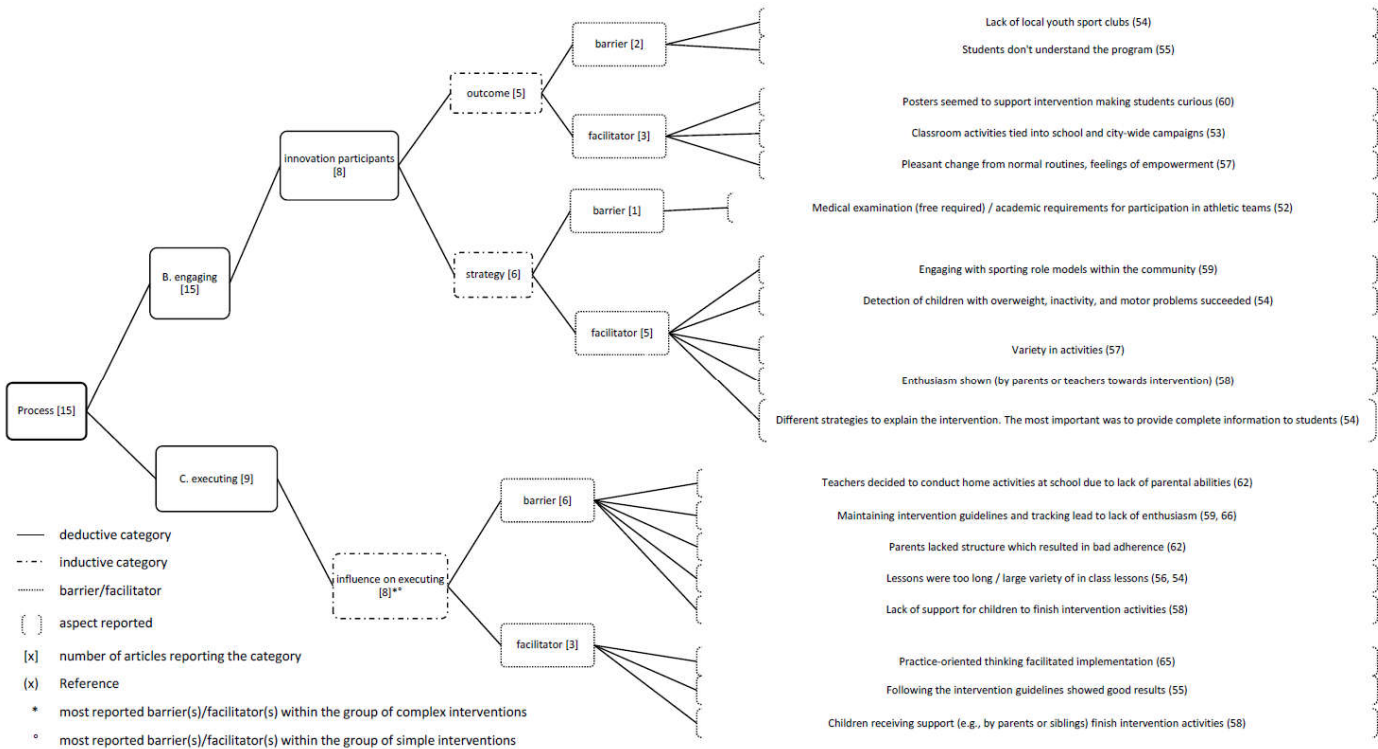 Process [15]
B. engaging
[15]
C. executing [9]
innovation participants
[8]
influence on executing
[8]*°
outcome [5]
strategy [6]
barrier [2]
facilitator [3]
barrier [1]
facilitator [5]
barrier [6]
facilitator [3]
Lack of local youth sport clubs (54)
Students don't understand the program (55)
Posters seemed to support intervention making students curious (60)
Classroom activities tied into school and city-wide campaigns (53)
Pleasant change from normal routines, feelings of empowerment (57)
Medical examination (free required) / academic requirements for participation in athletic teams (52)
Engaging with sporting role models within the community (59)
Detection of children with overweight, inactivity, and motor problems succeeded (54)
Variety in activities (57)
Enthusiasm shown (by parents or teachers towards intervention) (58)
Different strategies to explain the intervention. The most important was to provide complete information to students (54)
Teachers decided to conduct home activities at school due to lack of parental abilities (62)
Maintaining intervention guidelines and tracking lead to lack of enthusiasm (59, 66)
Parents lacked structure which resulted in bad adherence (62)
Lessons were too long / large variety of in class lessons (56, 54)
Lack of support for children to finish intervention activities (58)
Practice-oriented thinking facilitated implementation (65)
Following the intervention guidelines showed good results (55)
Children receiving support (e.g., by parents or siblings) finish intervention activities (58)
deductive category
inductive category
barrier/facilitator
[ ] aspect reported
[x] number of articles reporting the category
(x) Reference
* most reported barrier(s)/facilitator(s) within the group of complex interventions
° most reported barrier(s)/facilitator(s) within the group of simple interventions